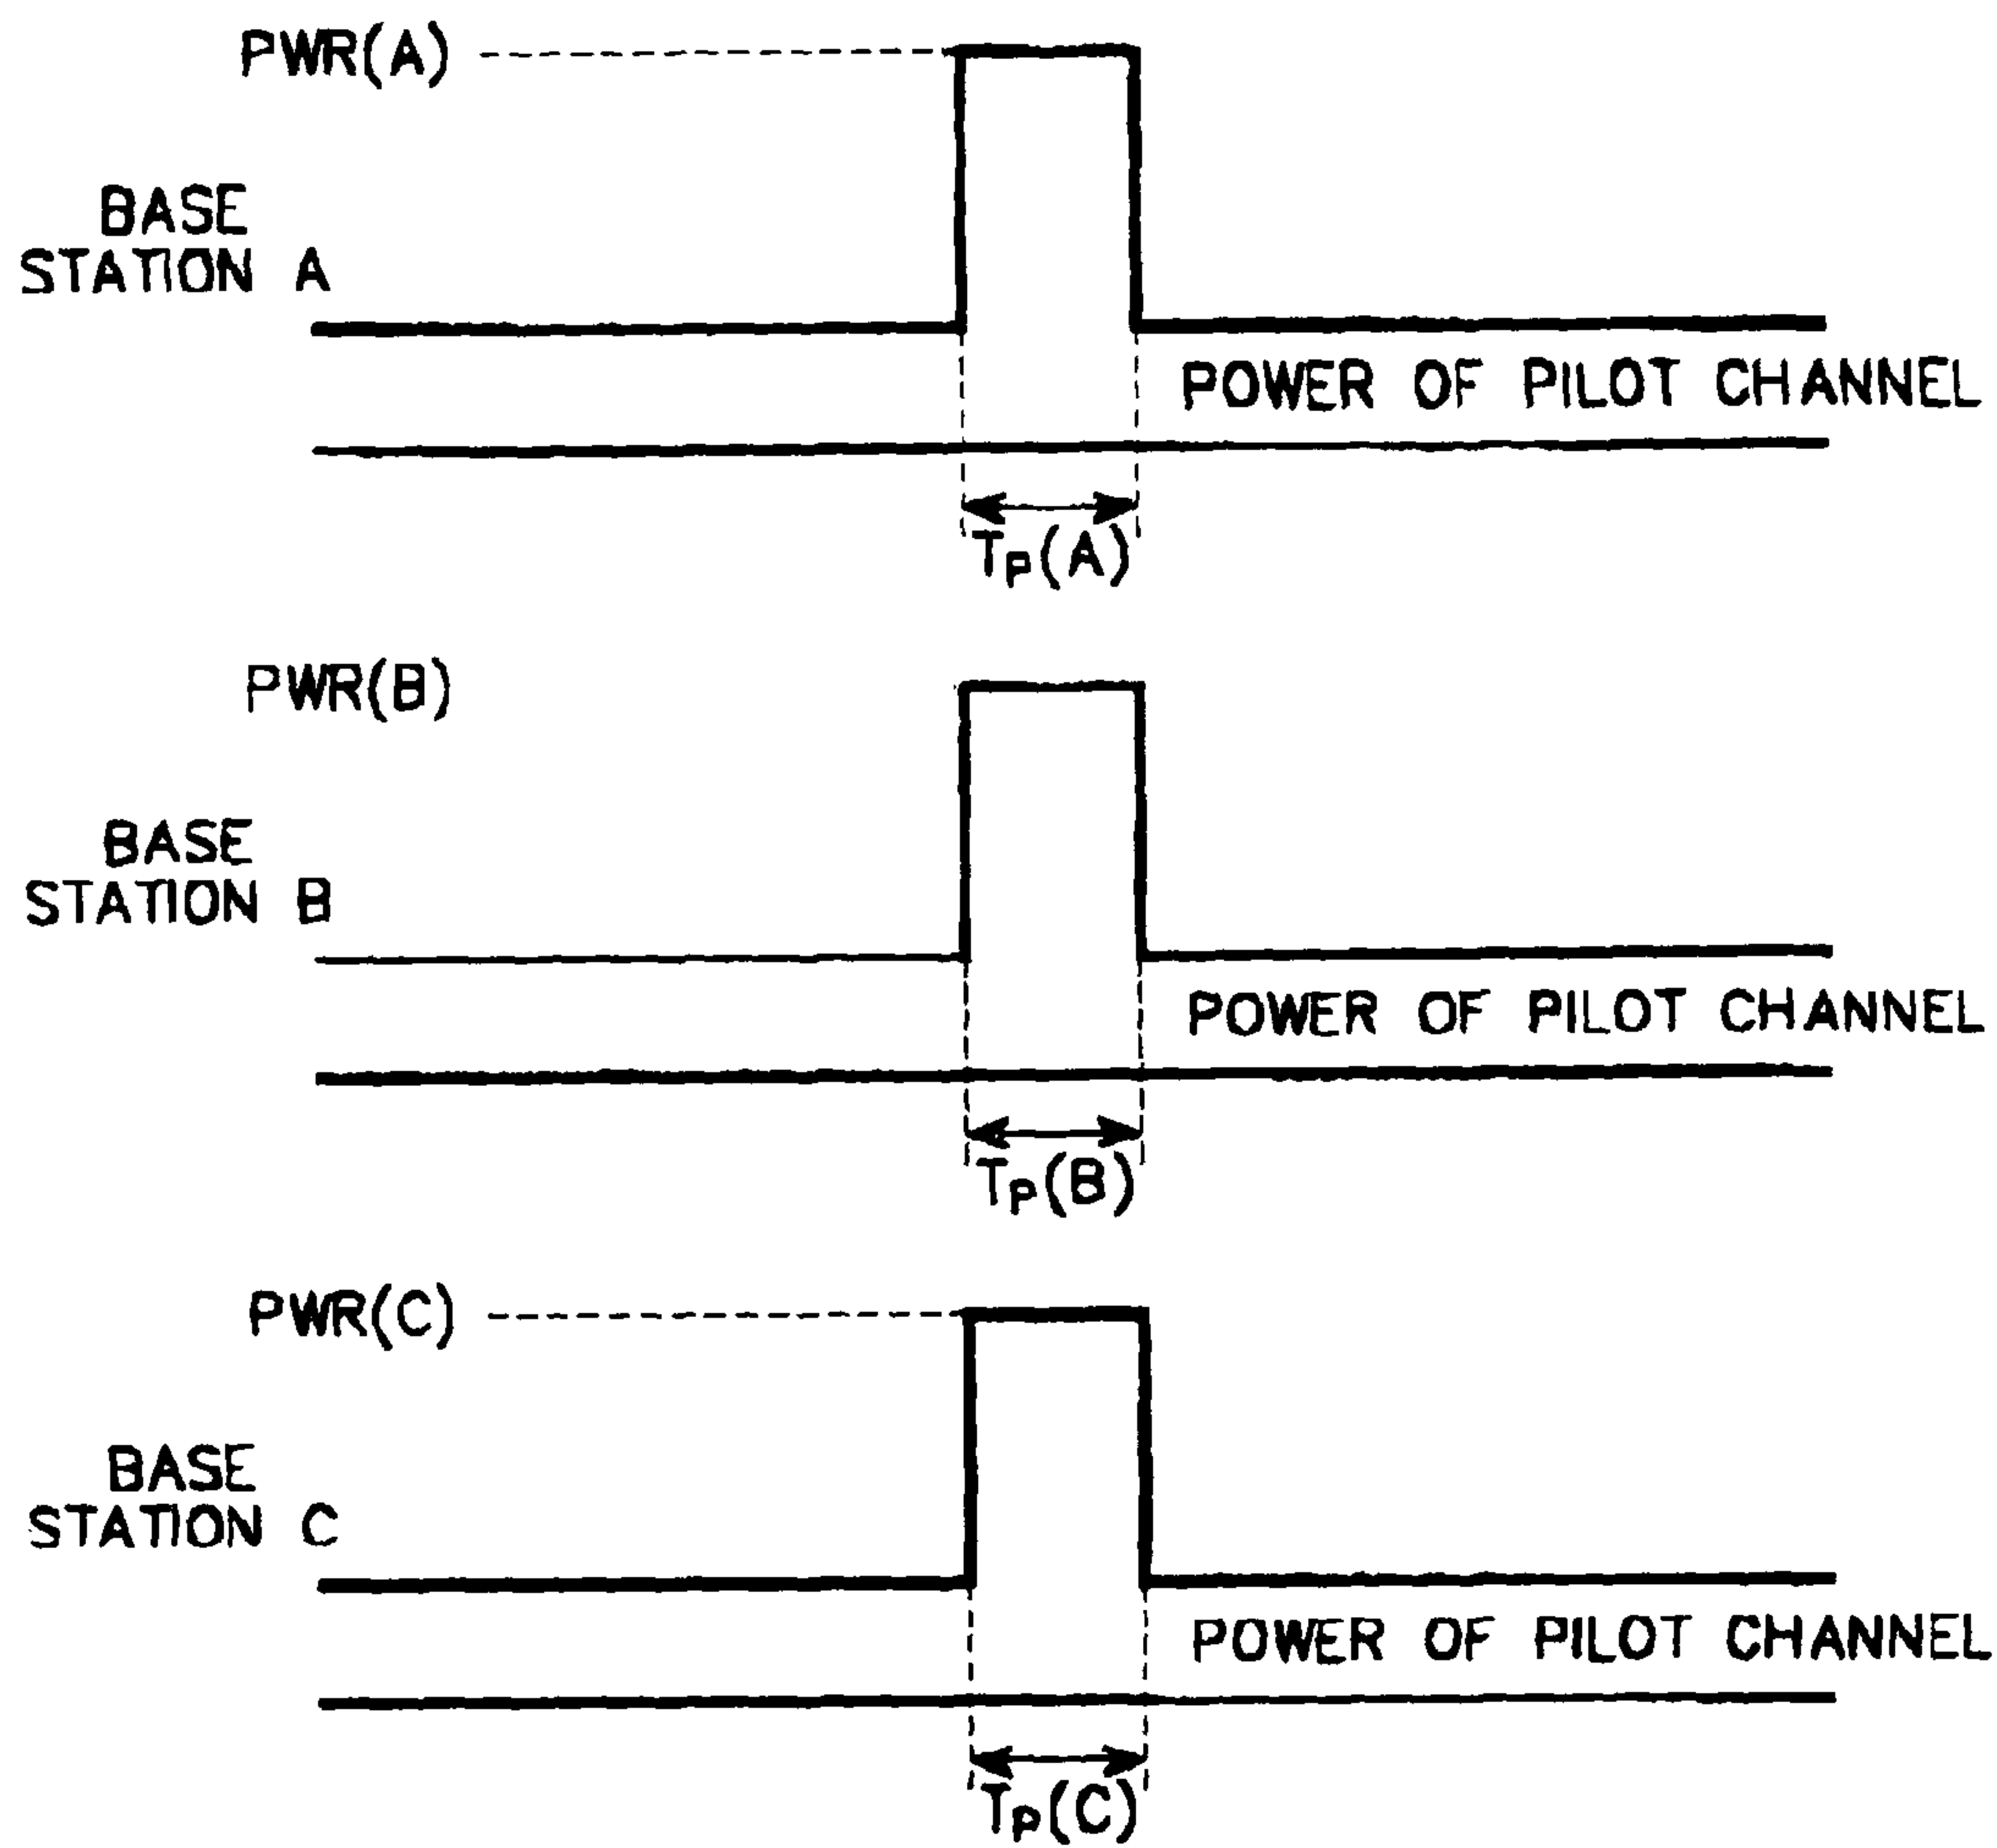 PWR(A)
BASE
STATION A
POWER OF PILOT CHANNEL
Tp(A)
PWR(B)
BASE
STATION B
POWER OF PILOT CHANNEL
Tp(B)
PWR(C)
BASE
STATION C
POWER OF PILOT CHANNEL
Tp(C)